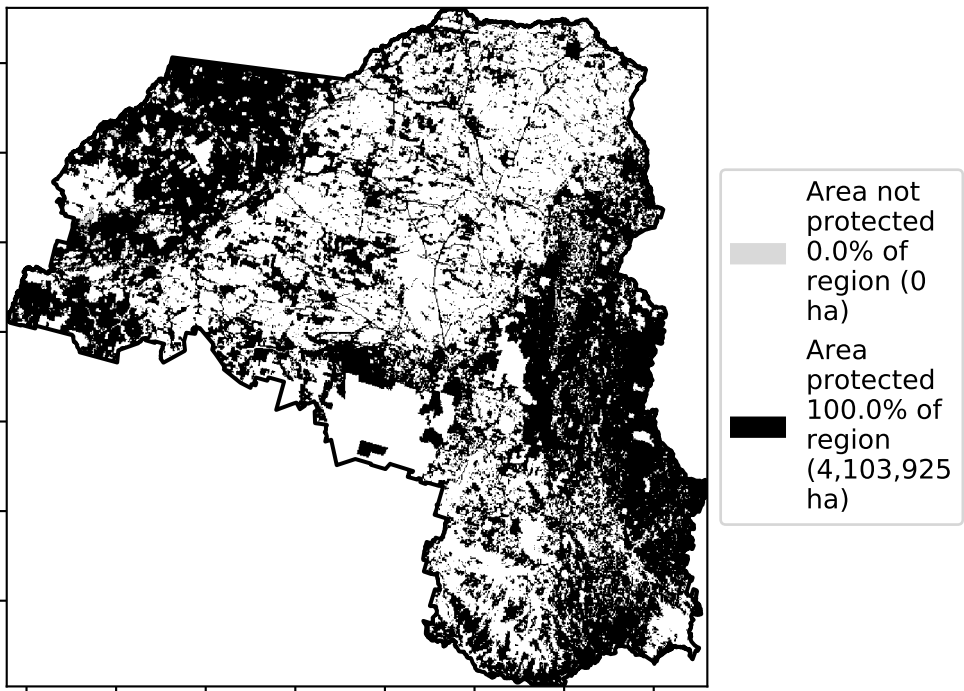 Area not
protected
0.0% of
region (0
ha)
Area
protected
100.0% of
region
(4,103,925
ha)